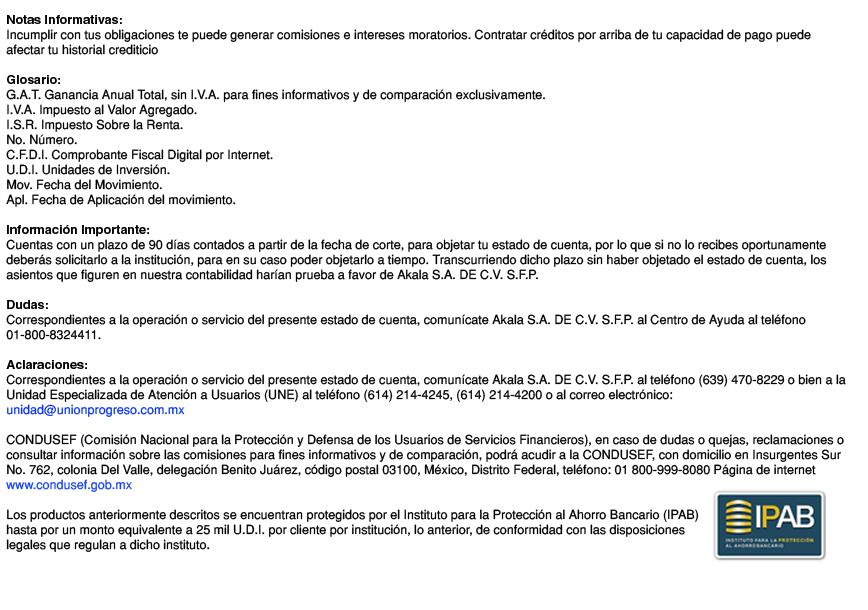 Notas Informativas:
Incumplir con tus obligaciones te puede generar comisiones e intereses moratorios. Contratar créditos por arriba de tu capacidad de pago puede
afectar tu historial crediticio
Glosario:
G.A.T. Ganancia Anual Total, sin I.V.A. para fines informativos y de comparación exclusivamente.
I.V.A. Impuesto al Valor Agregado.
I.S.R. Impuesto Sobre la Renta.
No. Número.
C.F.D.I. Comprobante Fiscal Digital por Internet.
U.D.I. Unidades de Inversión.
Mov. Fecha del Movimiento.
Apl. Fecha de Aplicación del movimiento.
Información Importante:
Cuentas con un plazo de 90 días contados a partir de la fecha de corte, para objetar tu estado de cuenta, por lo que si no lo recibes oportunamente
deberás solicitarlo a la institución, para en su caso poder objetarlo a tiempo. Transcurriendo dicho plazo sin haber objetado el estado de cuenta, los
asientos que figuren en nuestra contabilidad harían prueba a favor de Akala S.A. DE C.V. S.F.P.
Dudas:
Correspondientes a la operación o servicio del presente estado de cuenta, comunícate Akala S.A. DE C.V. S.F.P. al Centro de Ayuda al teléfono
01-800-8324411.
Aclaraciones:
Correspondientes a la operación o servicio del presente estado de cuenta, comunícate Akala S.A. DE C.V. S.F.P. al teléfono (639) 470-8229 o bien a la
Unidad Especializada de Atención a Usuarios (UNE) al teléfono (614) 214-4245, (614) 214-4200 o al correo electrónico:
unidad@unionprogreso.com.mx
CONDUSEF (Comisión Nacional para la Protección y Defensa de los Usuarios de Servicios Financieros), en caso de dudas o quejas, reclamaciones o
consultar información sobre las comisiones para fines informativos y de comparación, podrá acudir a la CONDUSEF, con domicilio en Insurgentes Sur
No. 762, colonia Del Valle, delegación Benito Juárez, código postal 03100, México, Distrito Federal, teléfono: 01 800-999-8080 Página de internet
www.condusef.gob.mx
Los productos anteriormente descritos se encuentran protegidos por el Instituto para la Protección al Ahorro Bancario (IPAB)
hasta por un monto equivalente a 25 mil U.D.I. por cliente por institución, lo anterior, de conformidad con las disposiciones
legales que regulan a dicho instituto.
IPAB
INSTITUTO PARA LA PROTECCIÓN
AL AHORROBANCARIO